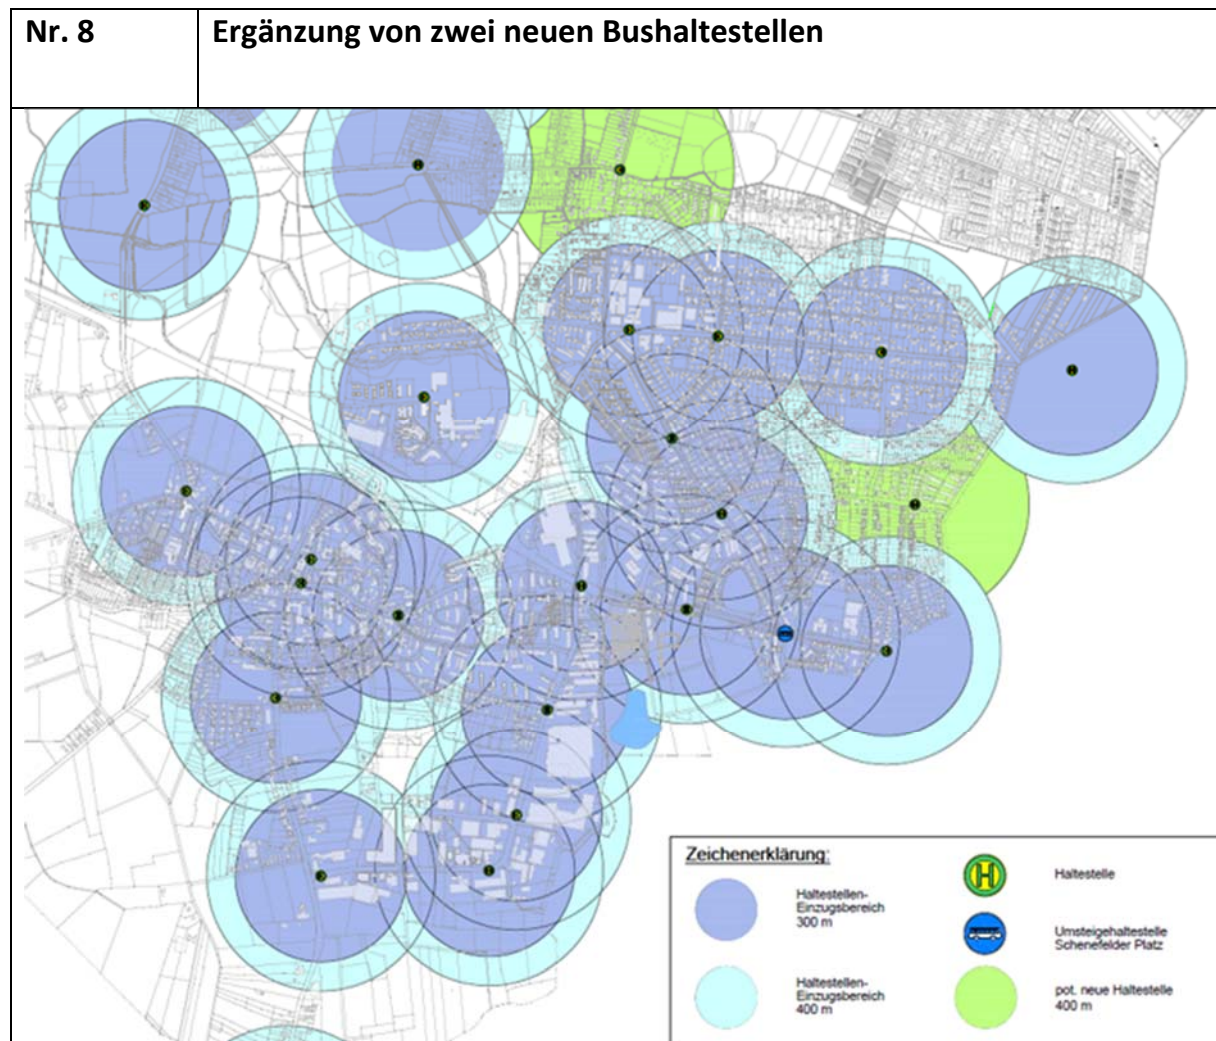 Nr. 8
Ergänzung von zwei neuen Bushaltestellen
Zeichenerklärung:
Haltestellen-
Einzugsbereich
300 m
Haltestellen-
Einzugsbereich
400 m
H
Haltestelle
Umsteigehaltestelle
Schenefelder Platz
pot. neue Haltestelle
400 m